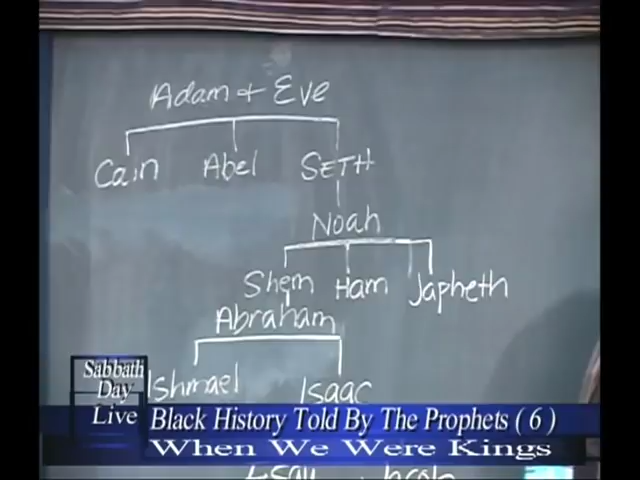 Adam + Eve
Cain Abel SETH
Noah
Shem Ham Japheth
Abraham
Ishmael Isaac
Sabbath
Day
Live
Black History Told By The Prophets ( 6 )
When We Were Kings
Esau